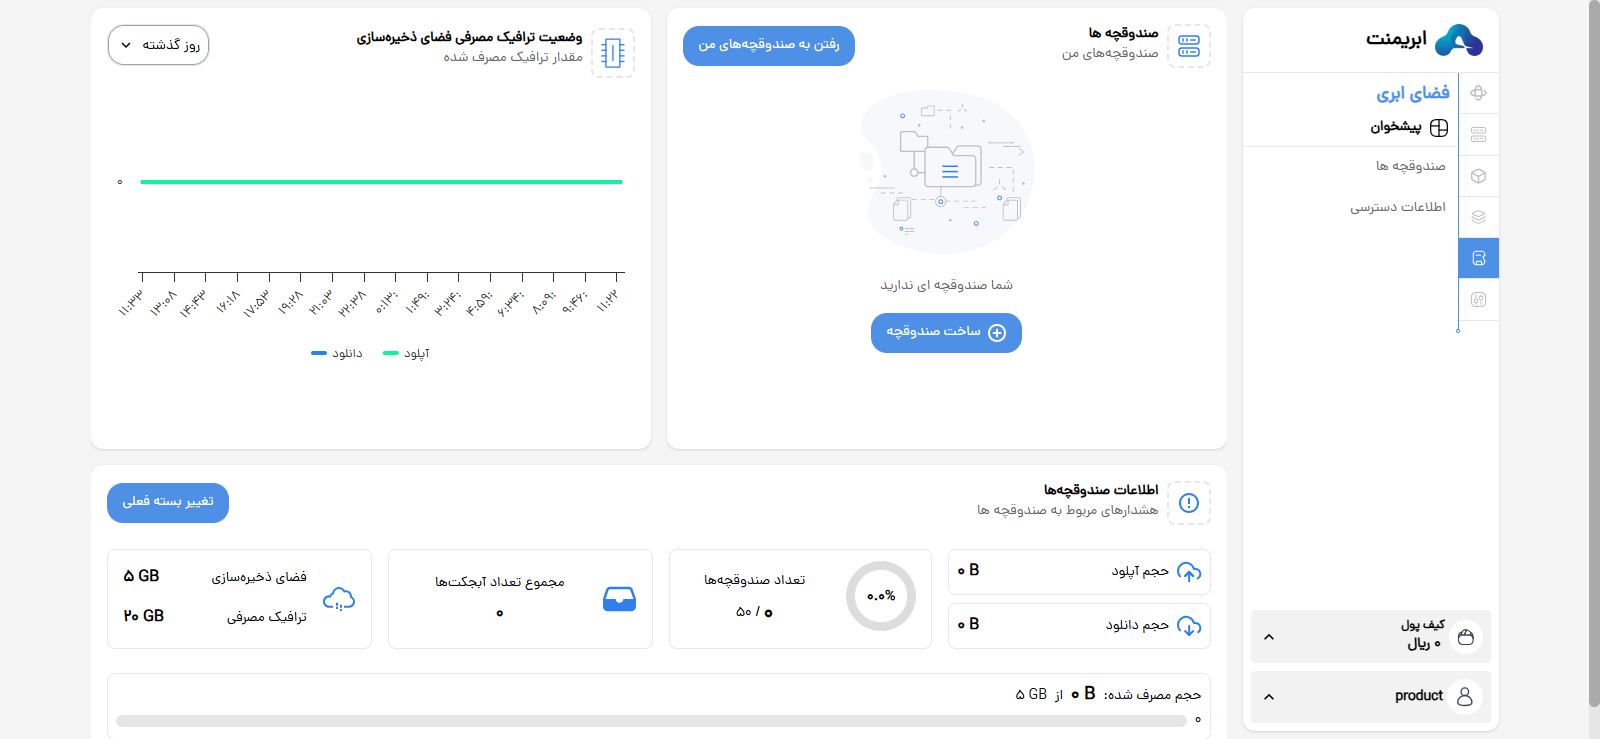 ابریمنت
فضای ابری
پیشخوان
صندوقچه ها
اطلاعات دسترسی
کیف پول
۰ ریال
product
صندوقچه ها
صندوقچه‌های من
رفتن به صندوقچه‌های من
شما صندوقچه ای ندارید
ساخت صندوقچه
وضعیت ترافیک مصرفی فضای ذخیره‌سازی
مقدار ترافیک مصرف شده
روز گذشته
۰
۱۱:۳۳ ۱۳:۰۸ ۱۴:۴۳ ۱۶:۱۸ ۱۷:۵۳ ۱۹:۲۸ ۲۱:۰۳ ۲۲:۳۸ ۰:۱۳: ۱:۴۹: ۳:۲۴: ۴:۵۹: ۶:۳۴: ۸:۰۹: ۹:۴۶: ۱۱:۲۲
آپلود دانلود
اطلاعات صندوقچه‌ها
هشدارهای مربوط به صندوقچه ها
تغییر بسته فعلی
حجم آپلود ۰ B
حجم دانلود ۰ B
۰.۰%
تعداد صندوقچه‌ها
۰ / ۵۰
مجموع تعداد آبجکت‌ها
۰
فضای ذخیره‌سازی ۵ GB
ترافیک مصرفی ۲۰ GB
حجم مصرف شده: ۰ B از ۵ GB
۰